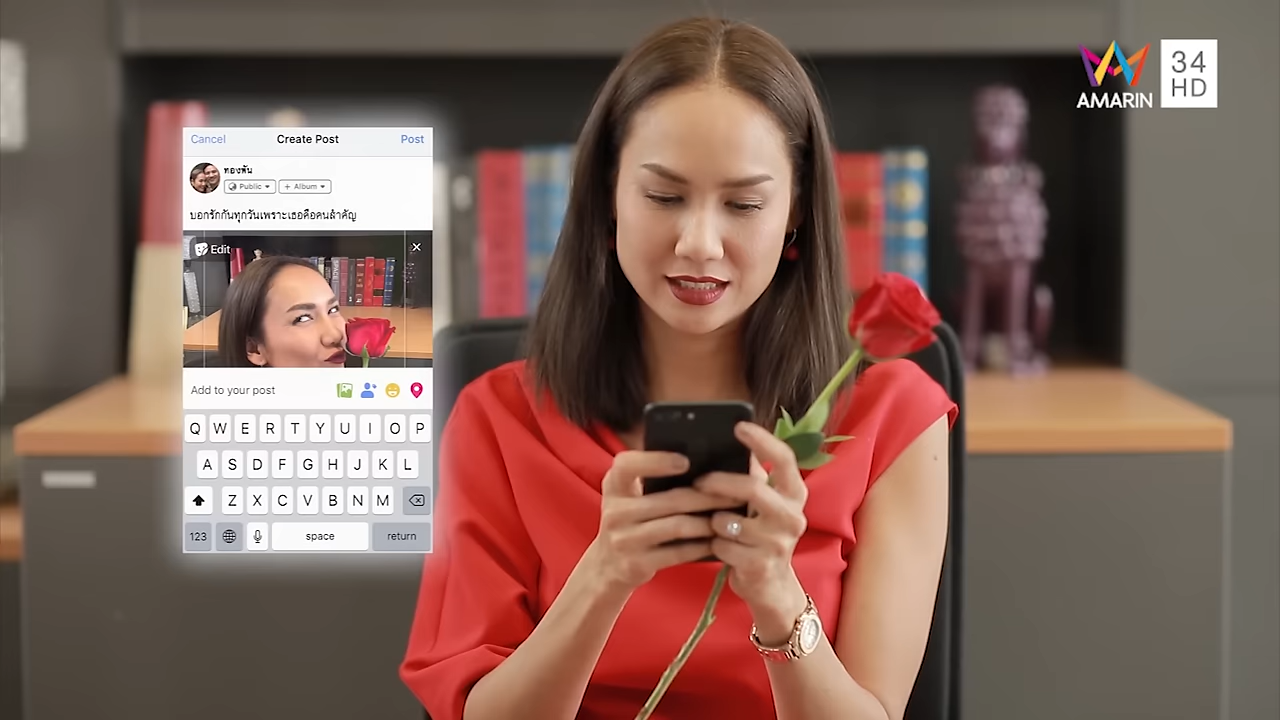 AMARIN
34
HD
Cancel Create Post Post
ทองพัน
Public + Album
บอกรักกันทุกวันเพราะเธอคือคนสำคัญ
Edit
Add to your post
Q W E R T Y U I O P
A S D F G H J K L
Z X C V B N M
123 space return